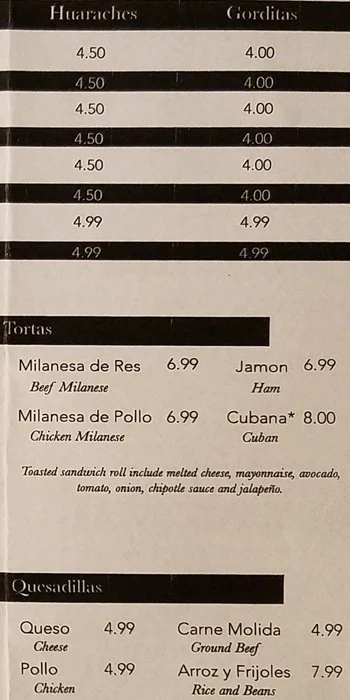 Huaraches Gorditas
4.50 4.00
4.50 4.00
4.50 4.00
4.50 4.00
4.50 4.00
4.50 4.00
4.99 4.99
4.99 4.99
Tortas
Milanesa de Res 6.99 Jamon 6.99
Beef Milanese Ham
Milanesa de Pollo 6.99 Cubana* 8.00
Chicken Milanese Cuban
Toasted sandwich roll include melted cheese, mayonnaise, avocado,
tomato, onion, chipotle sauce and jalapeño.
Quesadillas
Queso 4.99 Carne Molida 4.99
Cheese Ground Beef
Pollo 4.99 Arroz y Frijoles 7.99
Chicken Rice and Beans